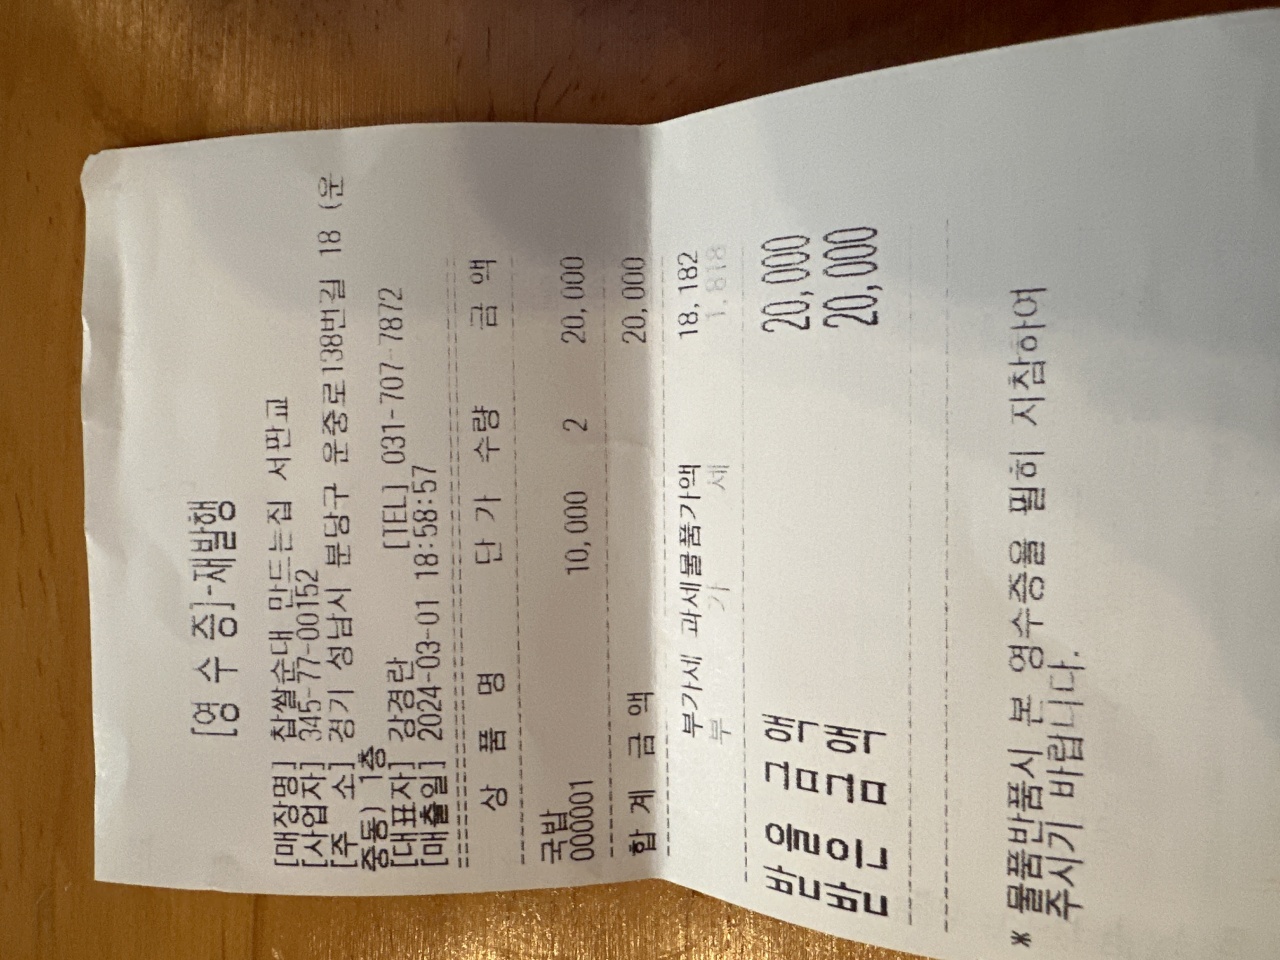 [영 수 증]-재발행
[매장명] 찹쌀순대 만드는집 서판교
[사업자] 345-77-00152
[주 소] 경기 성남시 분당구 운중로138번길 18 (운
중동) 1층
[대표자] 강경란 [TEL] 031-707-7872
[매출일] 2024-03-01 18:58:57
상 품 명 단 가 수량 금 액
국밥
000001 10,000 2 20,000
합 계 금 액 20,000
부가세 과세물품가액 18,182
부 가 세 1,818
받을금액 20,000
받은금액 20,000
* 물품반품시 본 영수증을 필히 지참하여
주시기 바랍니다.